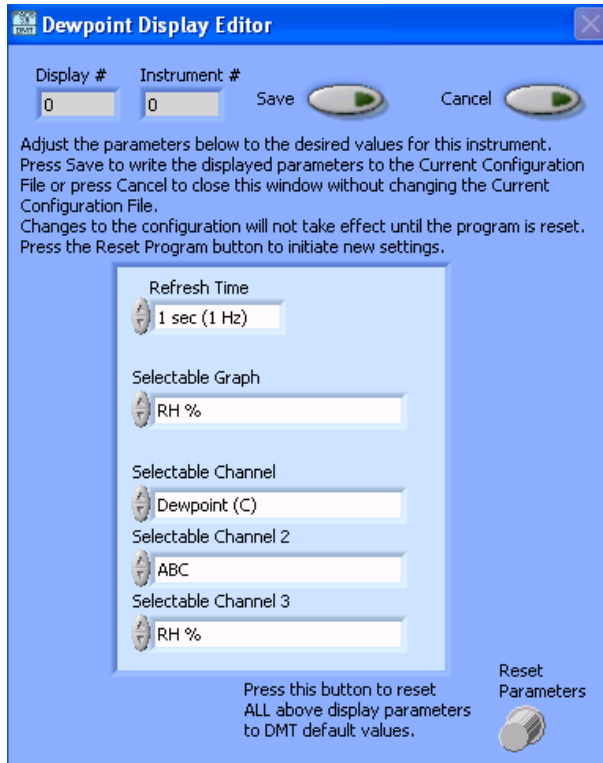 Dewpoint Display Editor
Display #
Instrument #
0
0
Save
Cancel
Adjust the parameters below to the desired values for this instrument.
Press Save to write the displayed parameters to the Current Configuration
File or press Cancel to close this window without changing the Current
Configuration File.
Changes to the configuration will not take effect until the program is reset.
Press the Reset Program button to initiate new settings.
Refresh Time
1 sec (1 Hz)
Selectable Graph
RH %
Selectable Channel
Dewpoint (C)
Selectable Channel 2
ABC
Selectable Channel 3
RH %
Press this button to reset
ALL above display parameters
to DMT default values.
Reset
Parameters